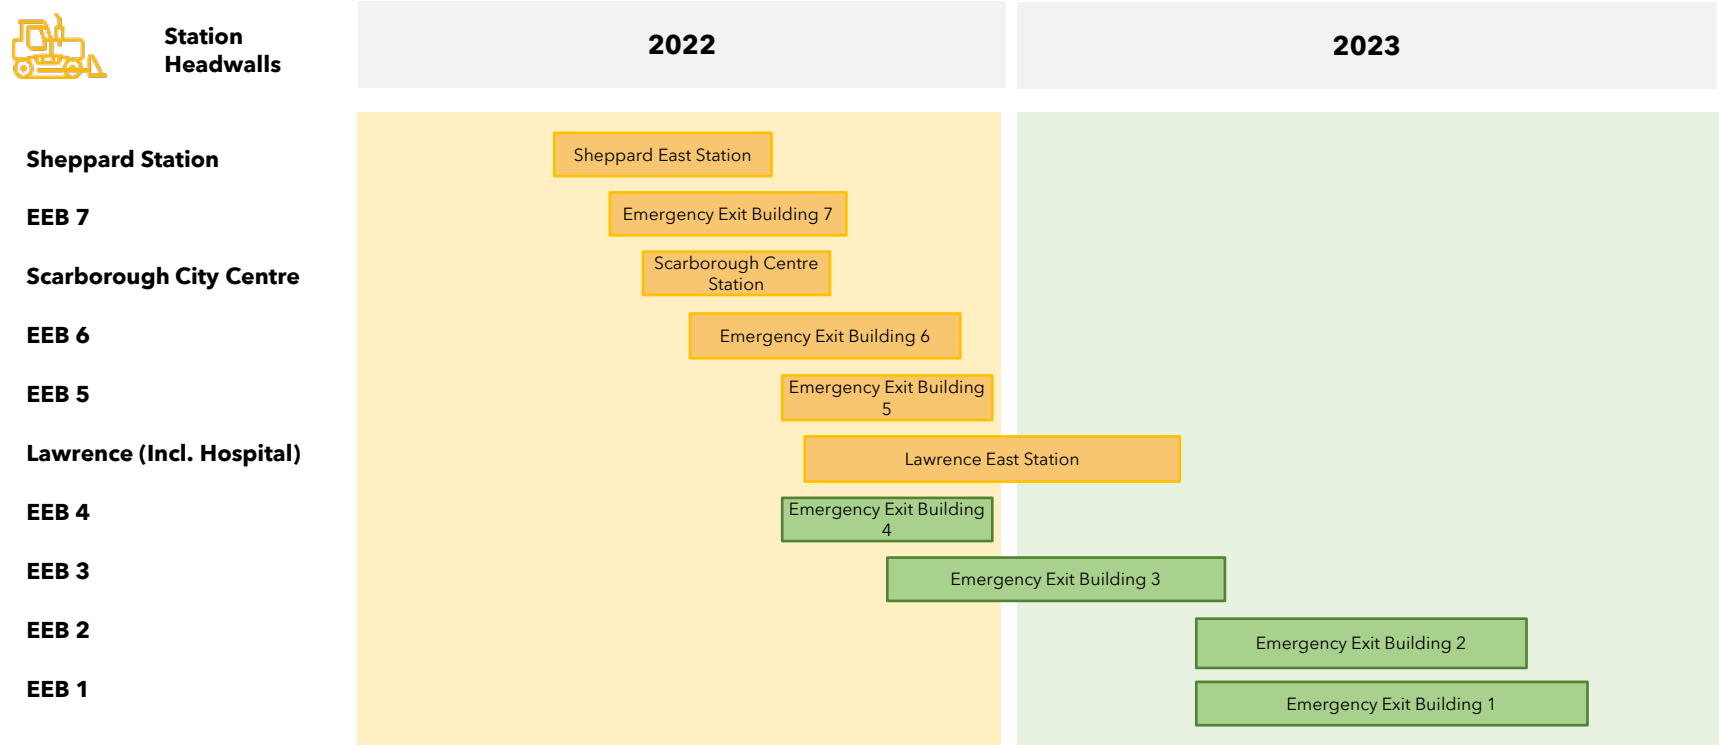 Station
Headwalls
2022
2023
Sheppard Station
Sheppard East Station
EEB 7
Emergency Exit Building 7
Scarborough City Centre
Scarborough Centre
Station
EEB 6
Emergency Exit Building 6
EEB 5
Emergency Exit Building
5
Lawrence (Incl. Hospital)
Lawrence East Station
EEB 4
Emergency Exit Building
4
EEB 3
Emergency Exit Building 3
EEB 2
Emergency Exit Building 2
EEB 1
Emergency Exit Building 1